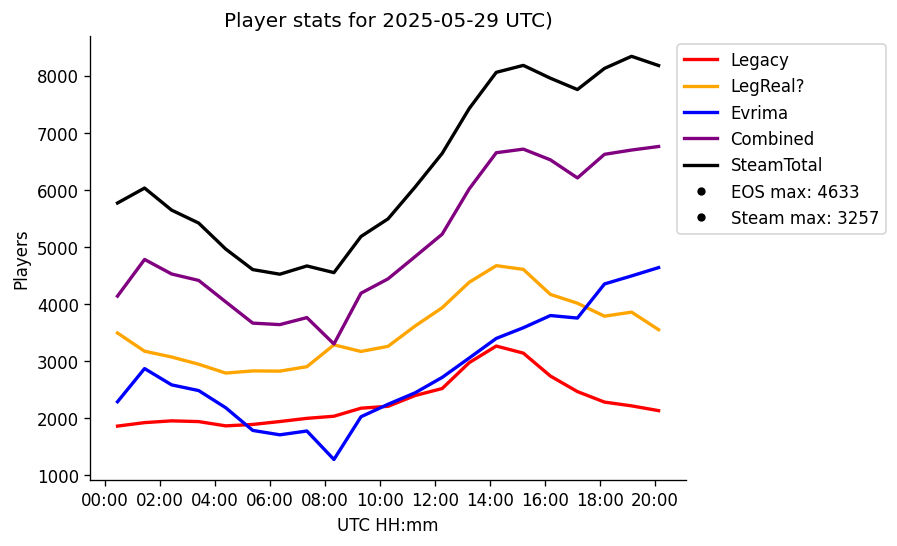 Player stats for 2025-05-29 UTC)
Legacy
LegReal?
Evrima
Combined
SteamTotal
EOS max: 4633
Steam max: 3257
Players
8000
7000
6000
5000
4000
3000
2000
1000
00:00 02:00 04:00 06:00 08:00 10:00 12:00 14:00 16:00 18:00 20:00
UTC HH:mm